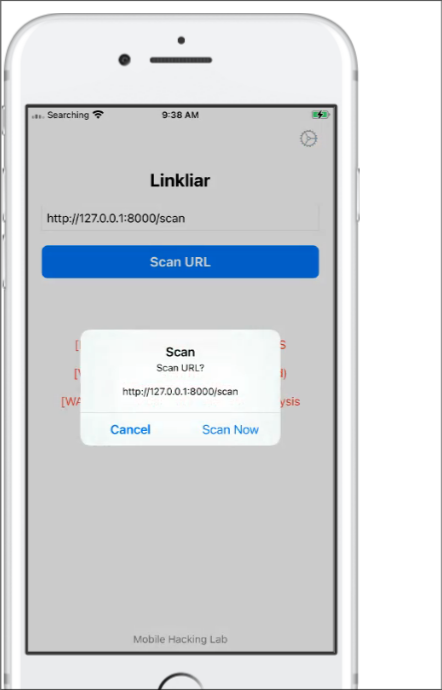 Searching
9:38 AM
Linkliar
http://127.0.0.1:8000/scan
Scan URL
Scan
Scan URL?
http://127.0.0.1:8000/scan
Cancel
Scan Now
Mobile Hacking Lab